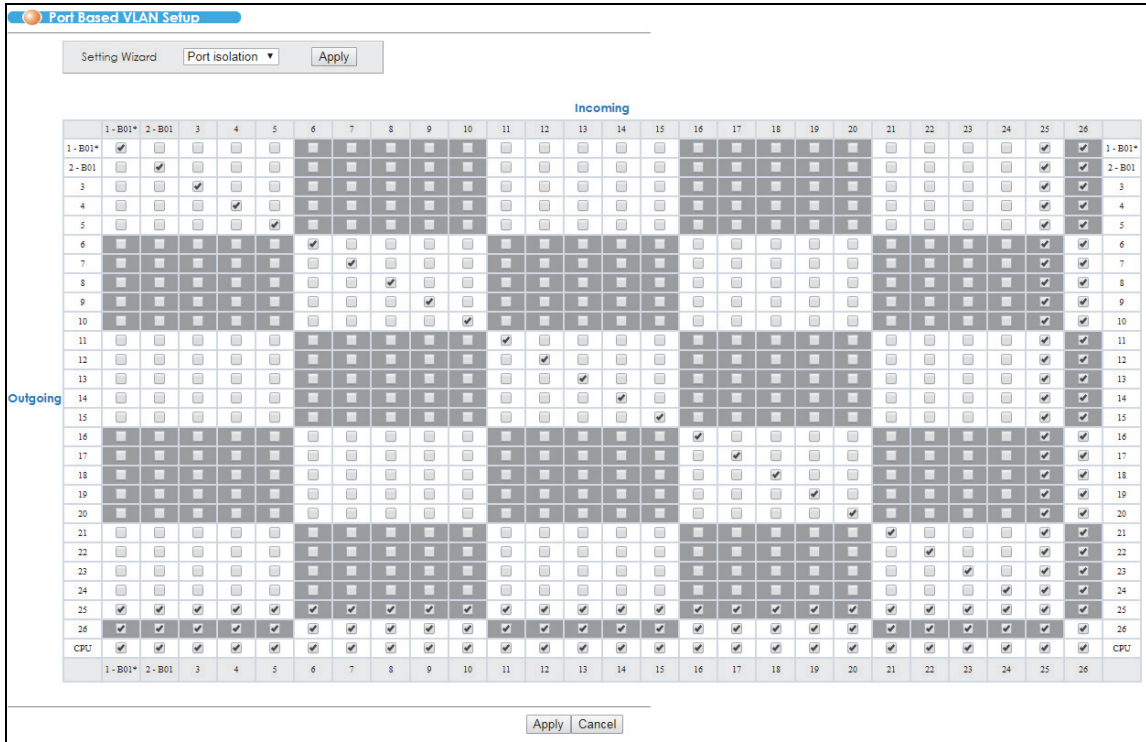 Port Based VLAN Setup
Setting Wizard Port isolation Apply
Incoming
1 - B01* 2 - B01 3 4 5 6 7 8 9 10 11 12 13 14 15 16 17 18 19 20 21 22 23 24 25 26
1 - B01* 1 - B01*
2 - B01 2 - B01
3 3
4 4
5 5
6 6
7 7
8 8
9 9
10 10
11 11
12 12
13 13
Outgoing 14 14
15 15
16 16
17 17
18 18
19 19
20 20
21 21
22 22
23 23
24 24
25 25
26 26
CPU CPU
1 - B01* 2 - B01 3 4 5 6 7 8 9 10 11 12 13 14 15 16 17 18 19 20 21 22 23 24 25 26
Apply Cancel